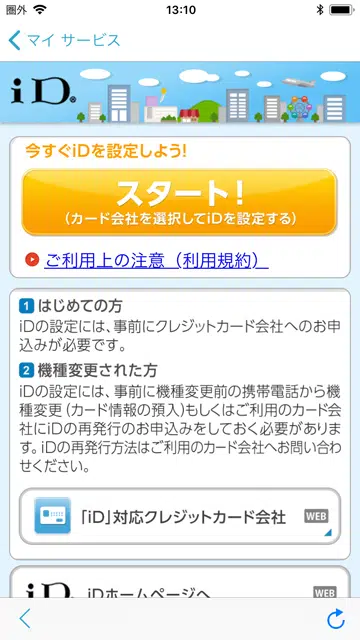 圏外 13:10
マイ サービス
iD®
今すぐiDを設定しよう!
スタート!
(カード会社を選択してiDを設定する)
ご利用上の注意（利用規約）
1 はじめての方
iDの設定には、事前にクレジットカード会社へのお申
込みが必要です。
2 機種変更された方
iDの設定には、事前に機種変更前の携帯電話から機
種変更（カード情報の預入）もしくはご利用のカード会
社にiDの再発行のお申込みをしておく必要がありま
す。iDの再発行方法はご利用のカード会社へお問い合わ
せください。
「iD」対応クレジットカード会社 WEB
iD iDホームページへ WEB